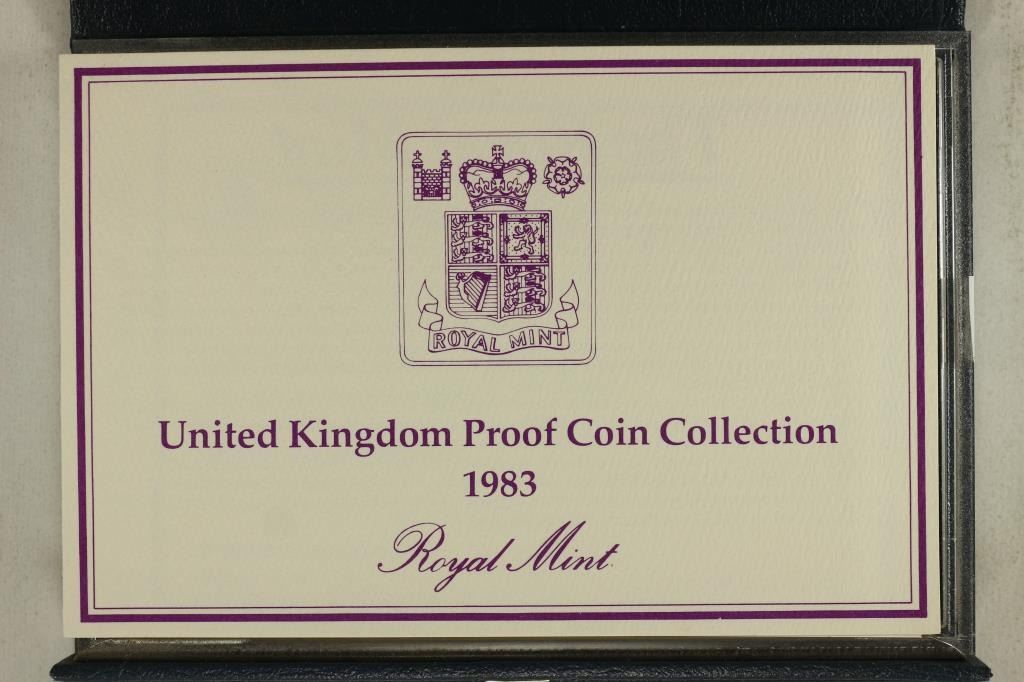 ROYAL MINT
United Kingdom Proof Coin Collection
1983
Royal Mint